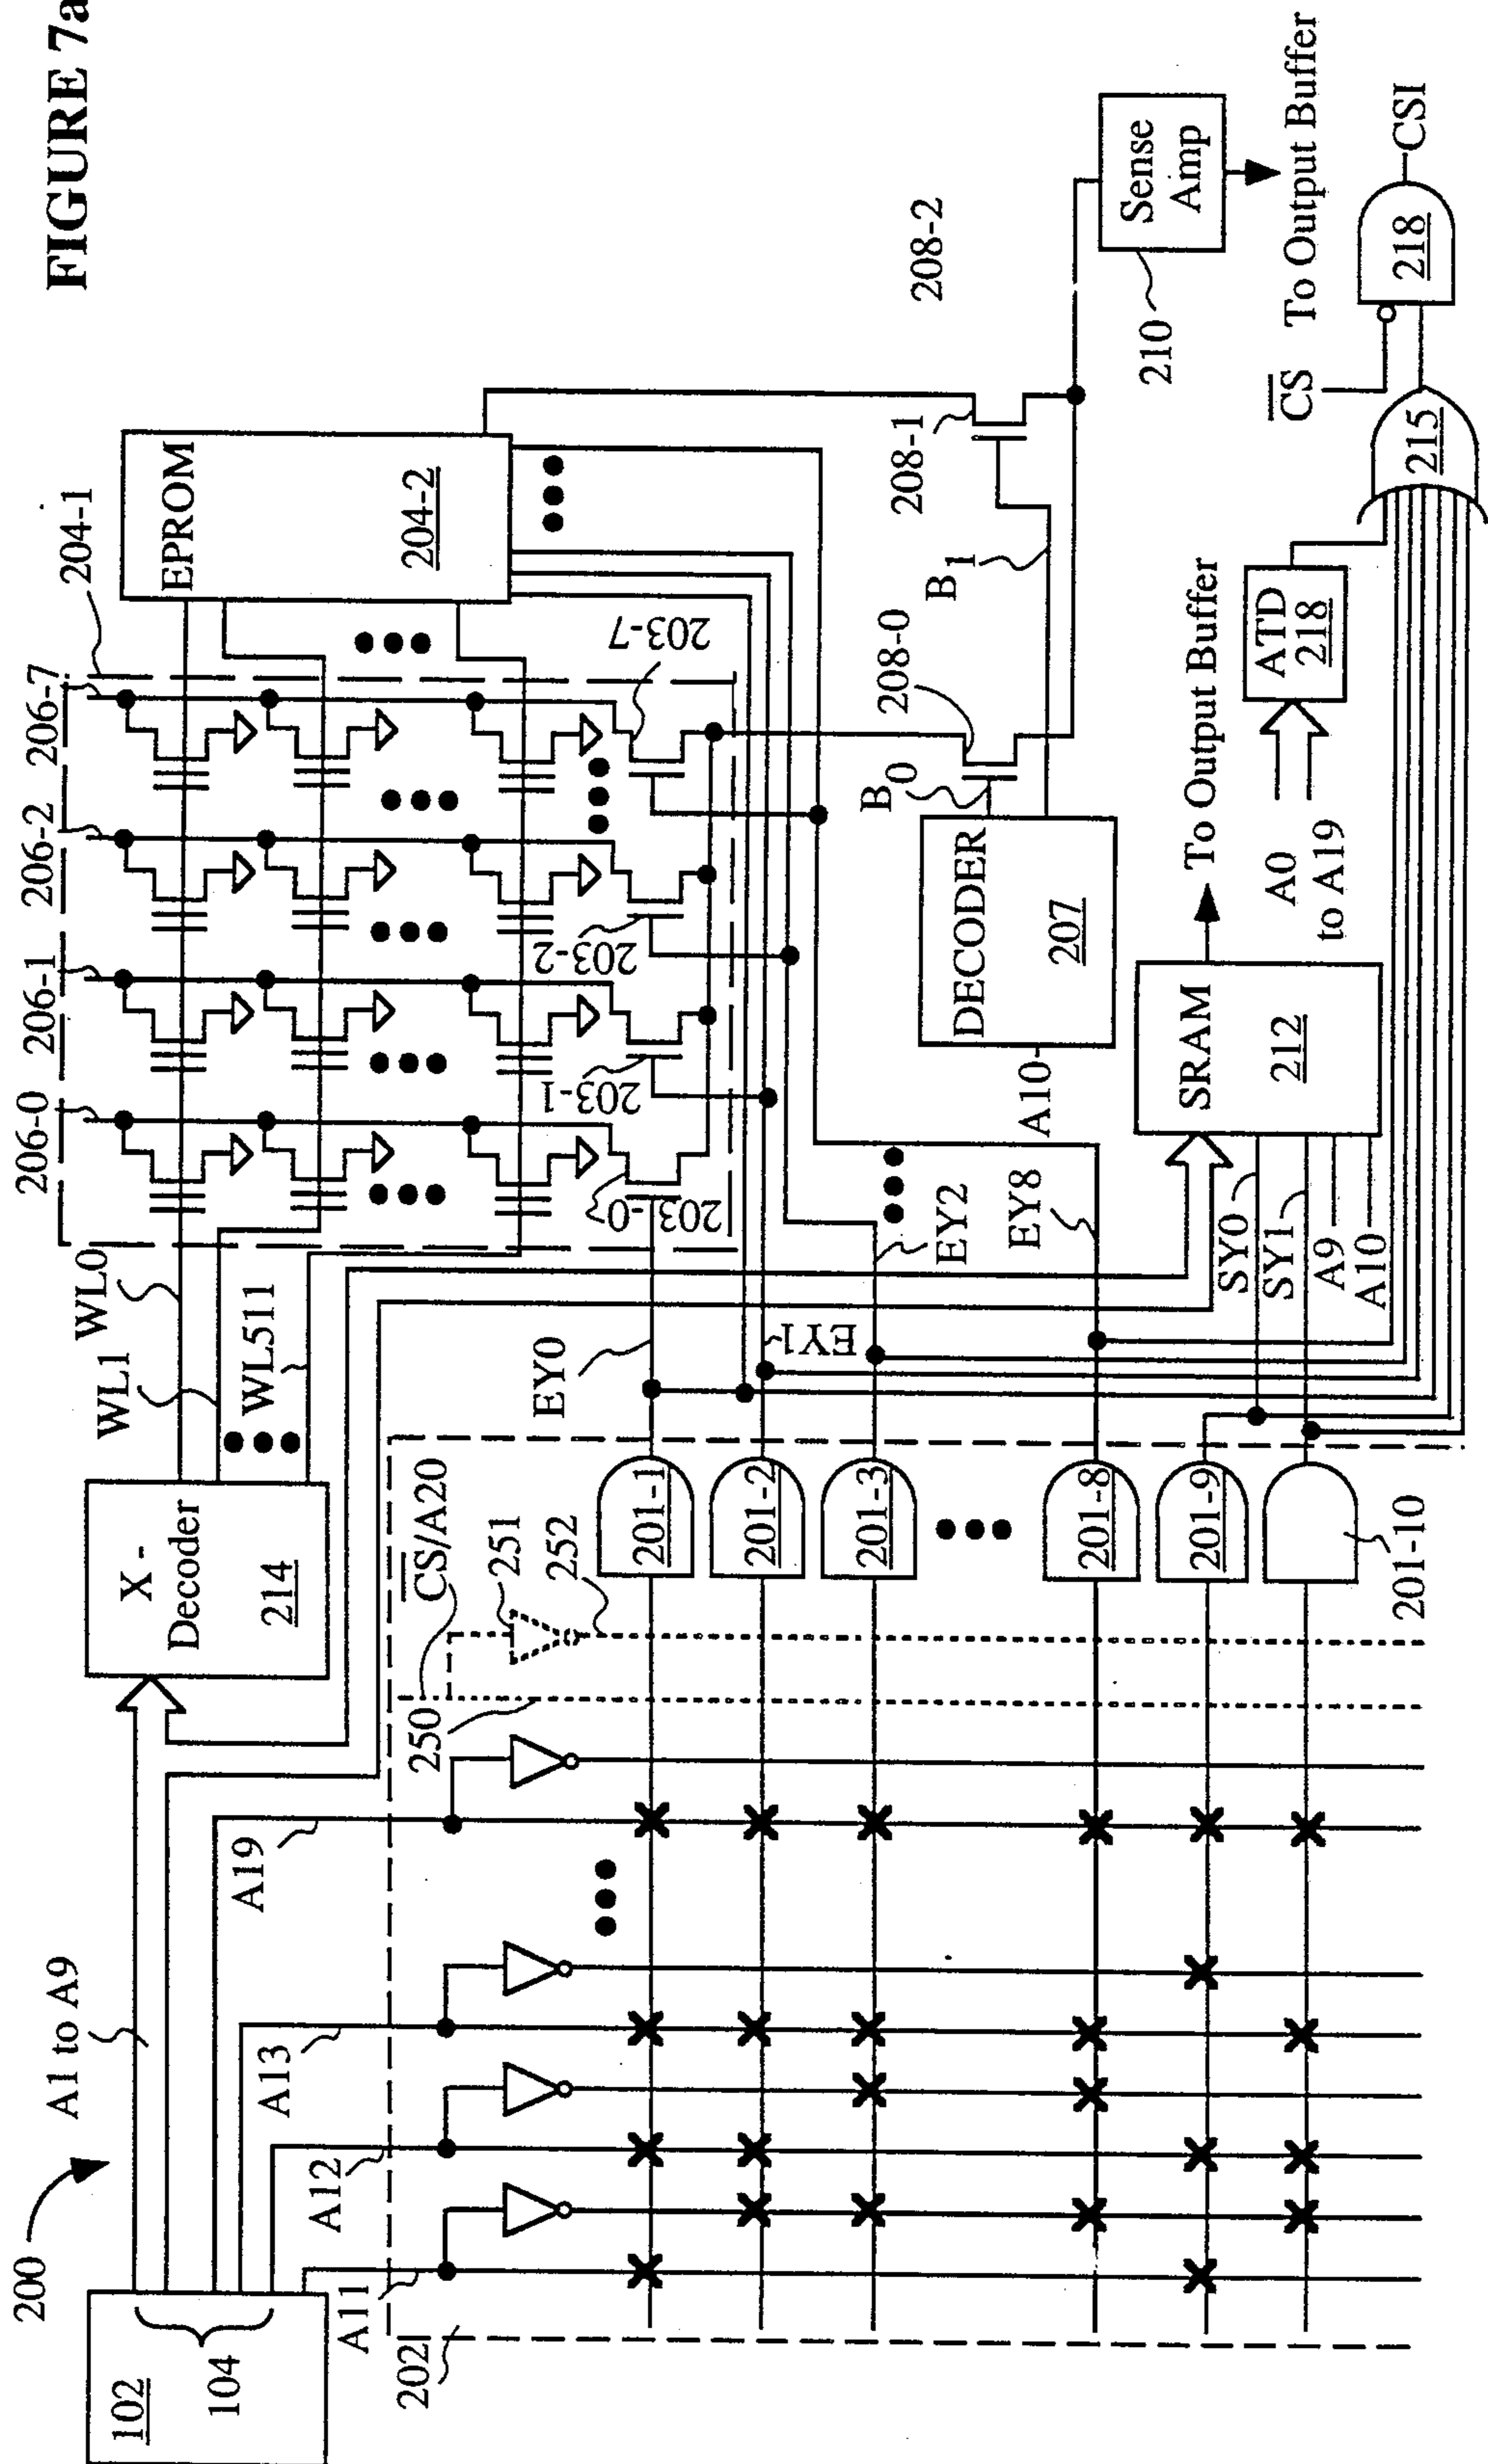 FIGURE 7a
200
A1 to A9
102
104
X -
Decoder
214
WL0
WL1
WL511
206-0
206-1
206-2
206-7
204-1
EPROM
204-2
A11
A12
A13
A19
202
250
CS/A20
251
252
203-0
203-1
203-2
203-7
201-1
201-2
201-3
201-8
201-9
201-10
EY0
EY1
EY2
EY8
DECODER
207
A10
B0
B1
208-0
208-1
208-2
Sense
Amp
210
To Output Buffer
SRAM
212
SY0
SY1
A9
A10
To Output Buffer
A0
to A19
ATD
218
215
CS
218
CSI